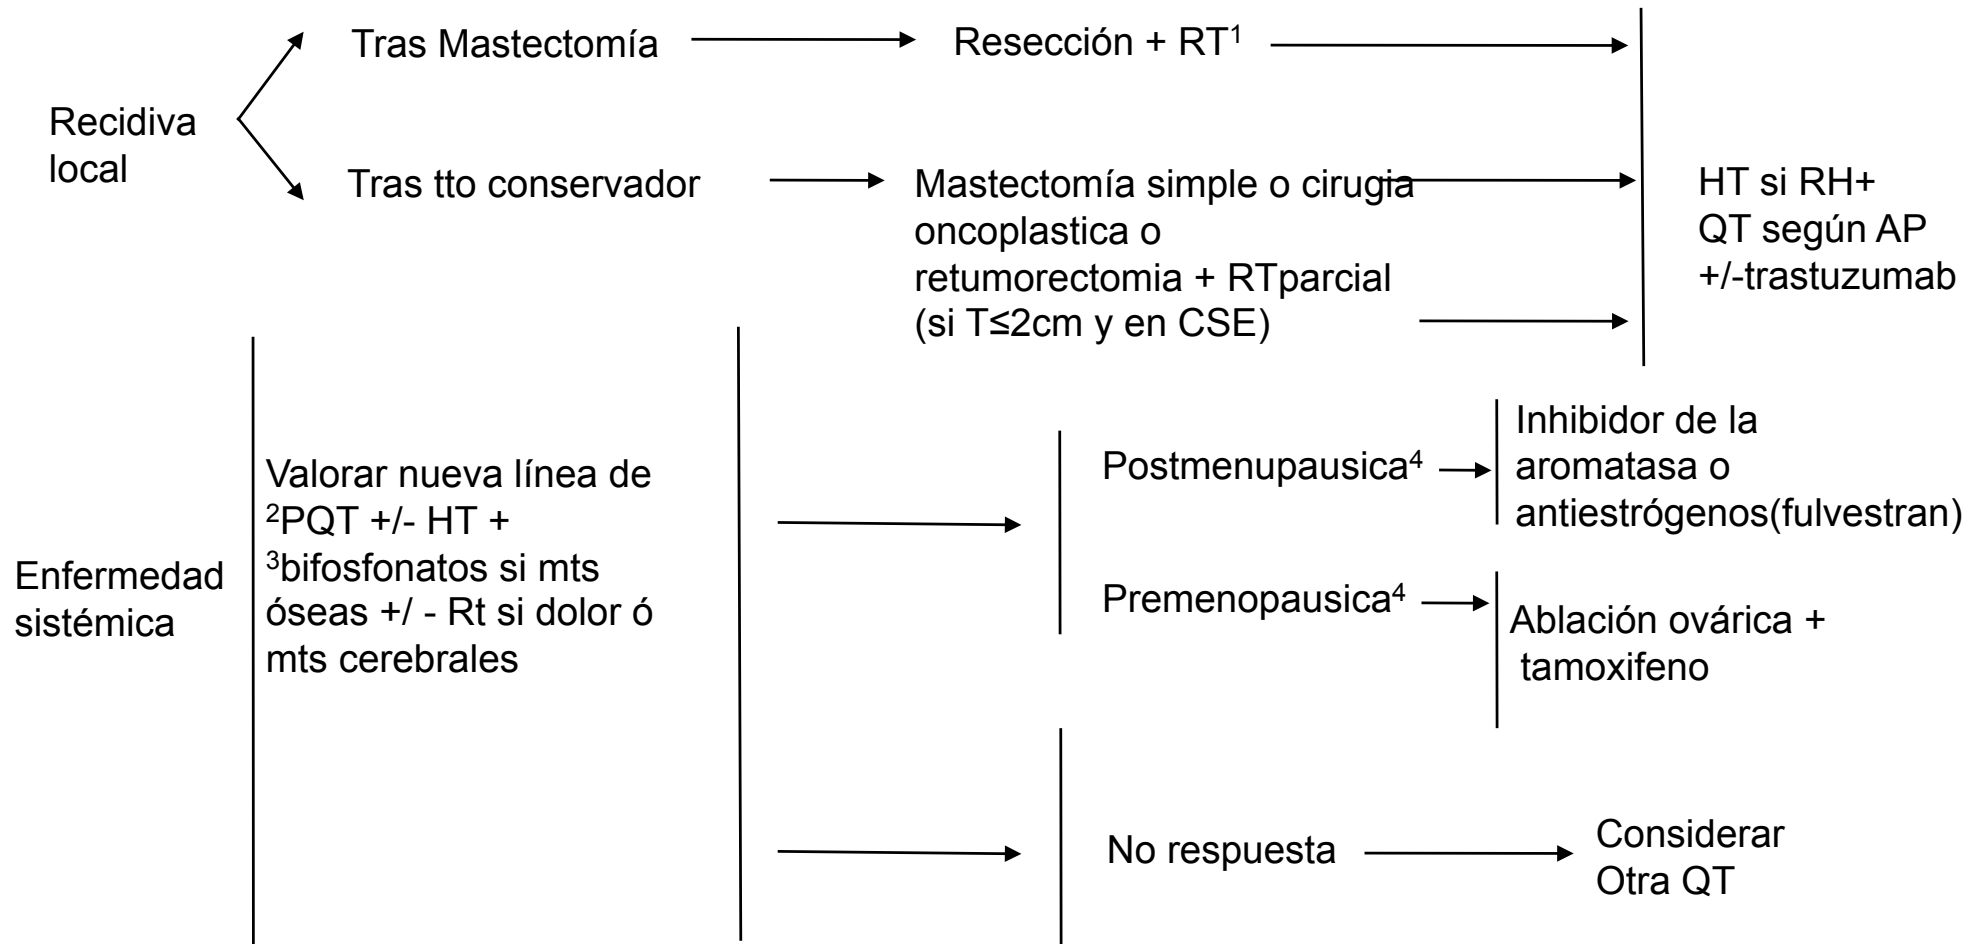 Tras Mastectomía
Resección + RT¹
Recidiva
local
Tras tto conservador
Mastectomía simple o cirugia
oncoplastica o
retumorectomia + RTparcial
(si T≤2cm y en CSE)
HT si RH+
QT según AP
+/-trastuzumab
Enfermedad
sistémica
Valorar nueva línea de
²PQT +/- HT +
³bifosfonatos si mts
óseas +/ - Rt si dolor ó
mts cerebrales
Postmenupausica⁴
Inhibidor de la
aromatasa o
antiestrógenos(fulvestran)
Premenopausica⁴
Ablación ovárica +
tamoxifeno
No respuesta
Considerar
Otra QT